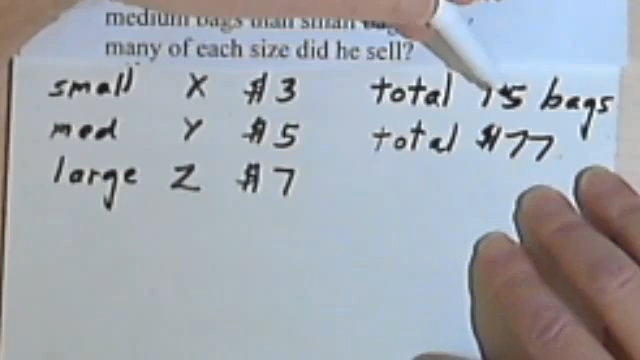 medium bags than small bags
many of each size did he sell?
small X $3 total 15 bags
med Y $5 total $77
large Z $7